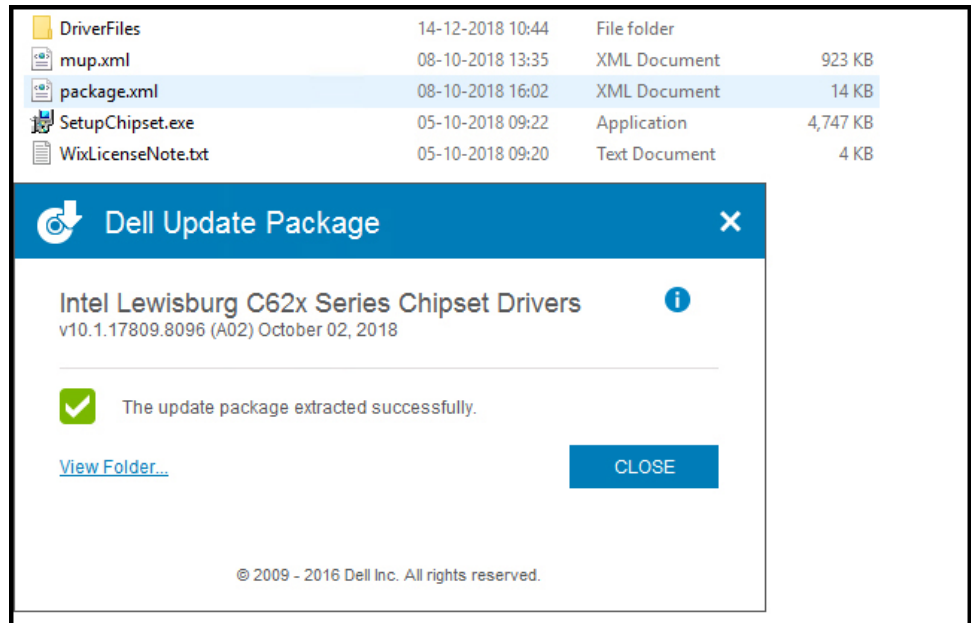 DriverFiles 14-12-2018 10:44 File folder
mup.xml 08-10-2018 13:35 XML Document 923 KB
package.xml 08-10-2018 16:02 XML Document 14 KB
SetupChipset.exe 05-10-2018 09:22 Application 4,747 KB
WixLicenseNote.txt 05-10-2018 09:20 Text Document 4 KB
Dell Update Package
Intel Lewisburg C62x Series Chipset Drivers
v10.1.17809.8096 (A02) October 02, 2018
The update package extracted successfully.
View Folder...
CLOSE
© 2009 - 2016 Dell Inc. All rights reserved.